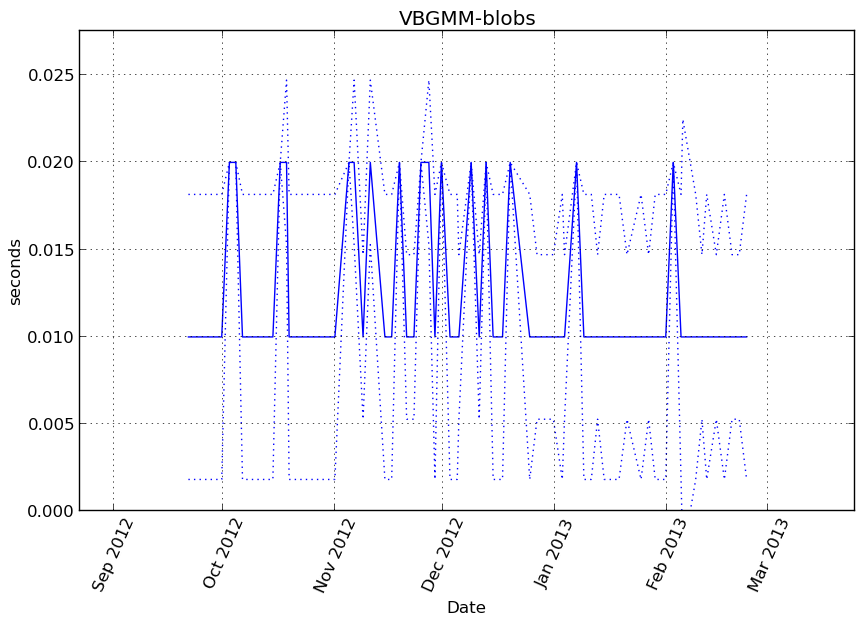 VBGMM-blobs
0.025
0.020
0.015
0.010
0.005
0.000
seconds
Sep 2012
Oct 2012
Nov 2012
Dec 2012
Jan 2013
Feb 2013
Mar 2013
Date